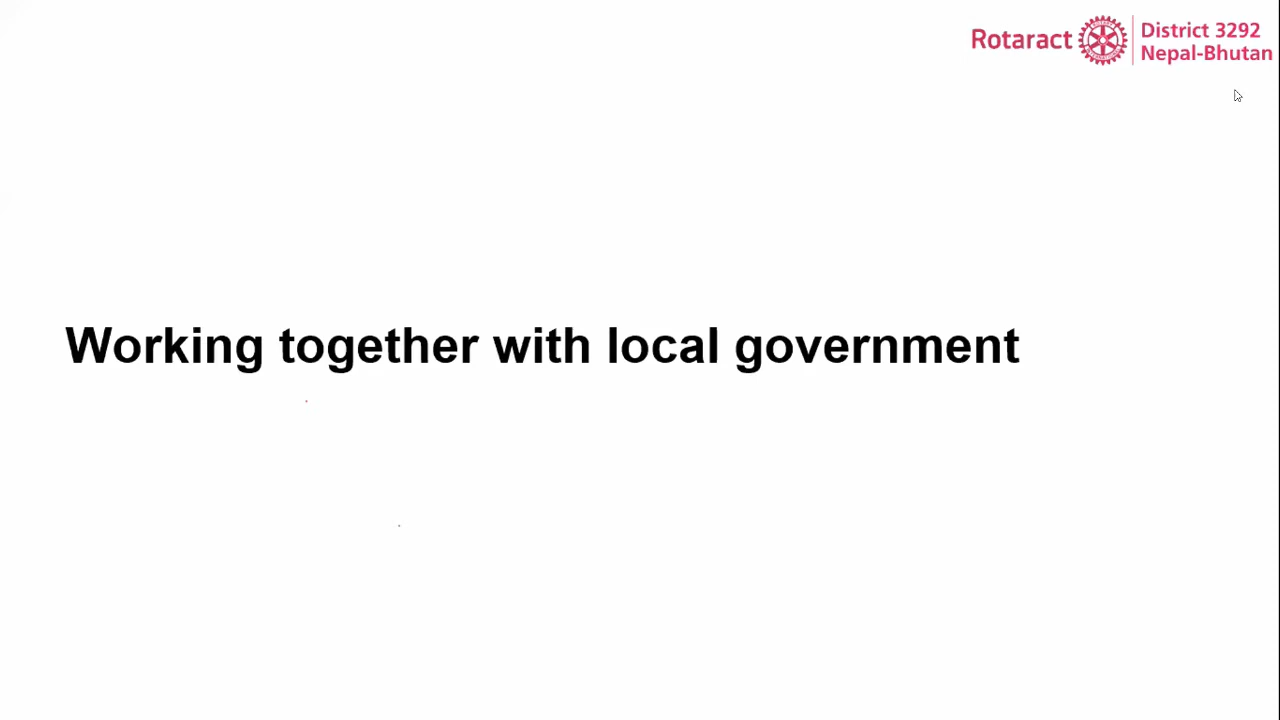 Rotaract
District 3292
Nepal-Bhutan
Working together with local government